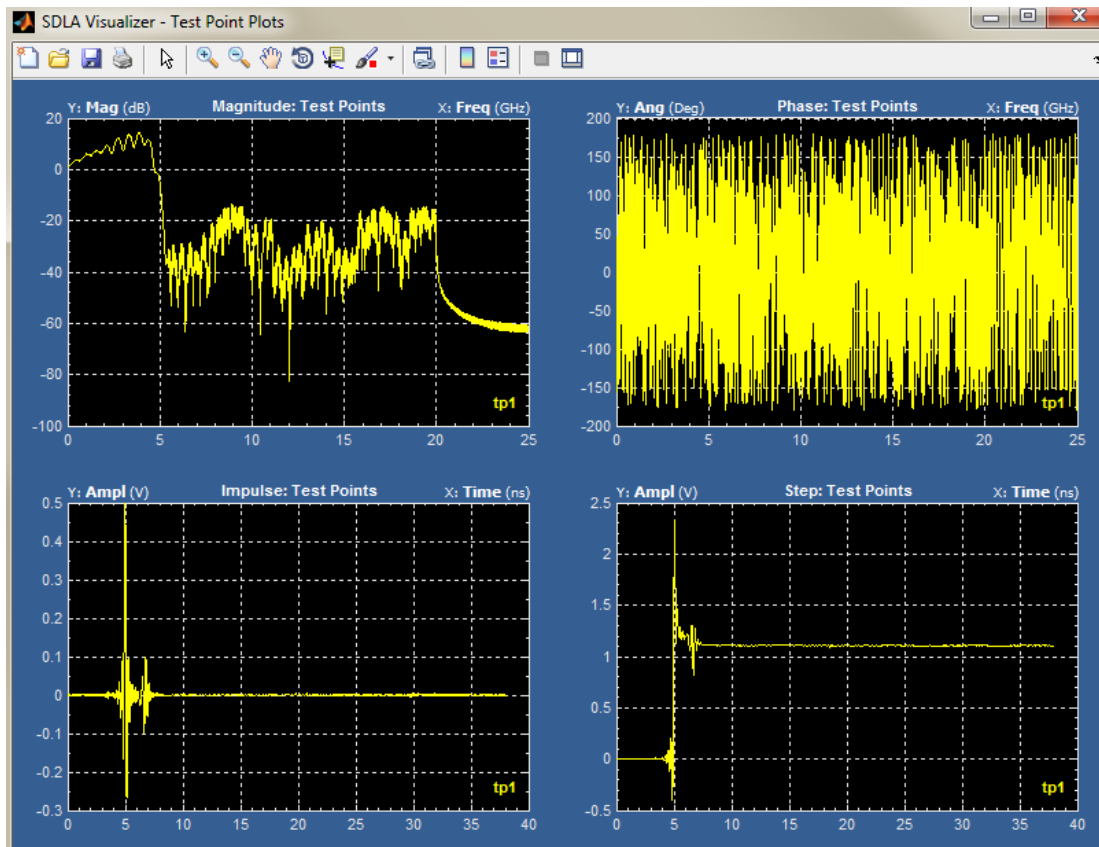 SDLA Visualizer - Test Point Plots
Y: Mag (dB) Magnitude: Test Points X: Freq (GHz)
20
0
-20
-40
-60
-80
-100
0 5 10 15 20 25
tp1
Y: Ang (Deg) Phase: Test Points X: Freq (GHz)
200
150
100
50
0
-50
-100
-150
-200
0 5 10 15 20 25
tp1
Y: Ampl (V) Impulse: Test Points X: Time (ns)
0.5
0.4
0.3
0.2
0.1
0
-0.1
-0.2
-0.3
0 5 10 15 20 25 30 35 40
tp1
Y: Ampl (V) Step: Test Points X: Time (ns)
2.5
2
1.5
1
0.5
0
-0.5
0 5 10 15 20 25 30 35 40
tp1